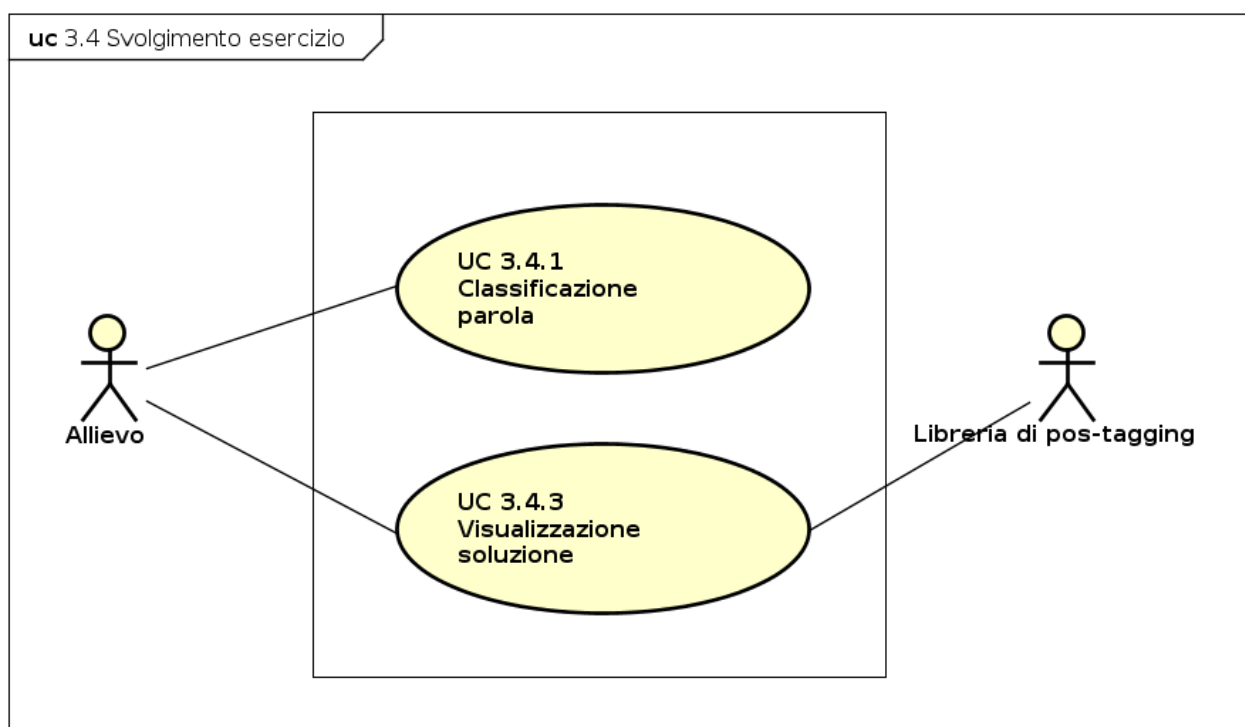 uc 3.4 Svolgimento esercizio
UC 3.4.1
Classificazione
parola
Allievo
Libreria di pos-tagging
UC 3.4.3
Visualizzazione
soluzione